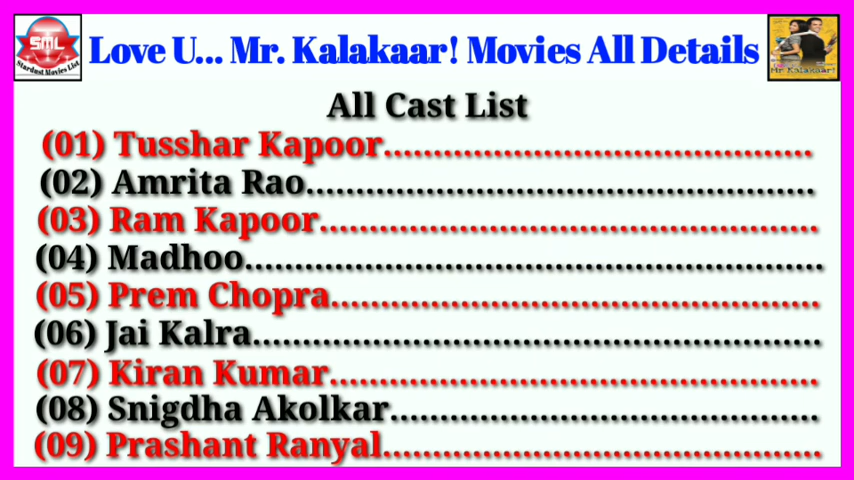 SML
Stardust Movies List
Love U... Mr. Kalakaar! Movies All Details
Mr Kalakaar!
All Cast List
(01) Tusshar Kapoor...........................................
(02) Amrita Rao...................................................
(03) Ram Kapoor..................................................
(04) Madhoo..........................................................
(05) Prem Chopra.................................................
(06) Jai Kalra.........................................................
(07) Kiran Kumar.................................................
(08) Snigdha Akolkar...........................................
(09) Prashant Ranyal............................................